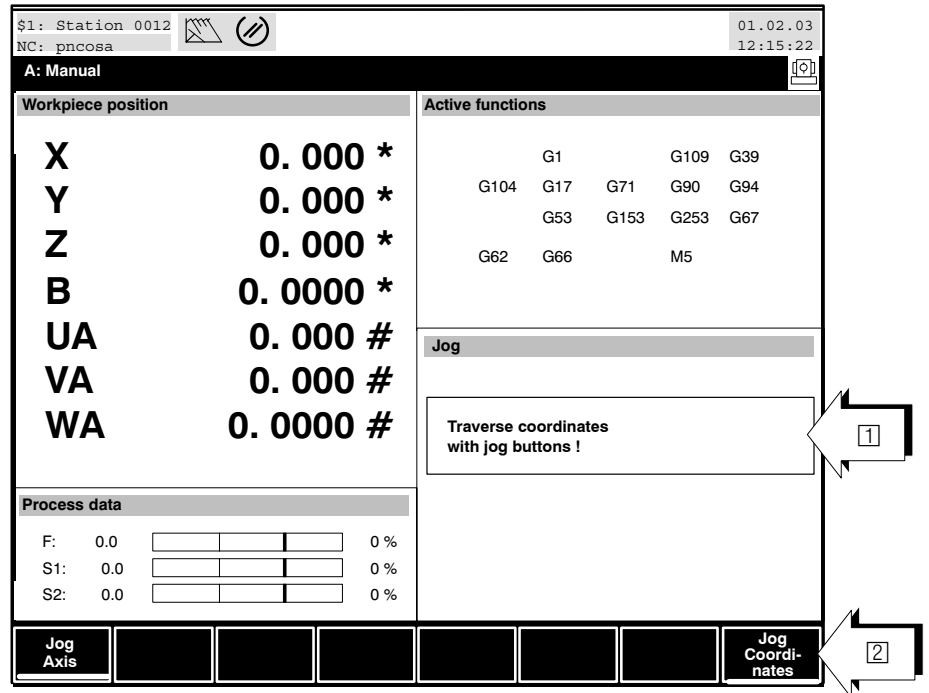 $1: Station 0012
NC: pncosa
01.02.03
12:15:22
A: Manual
Workpiece position
X 0. 000 *
Y 0. 000 *
Z 0. 000 *
B 0. 0000 *
UA 0. 000 #
VA 0. 000 #
WA 0. 0000 #
Active functions
G1 G109 G39
G104 G17 G71 G90 G94
G53 G153 G253 G67
G62 G66 M5
Jog
Traverse coordinates
with jog buttons !
1
Process data
F: 0.0 0 %
S1: 0.0 0 %
S2: 0.0 0 %
Jog
Axis
Jog
Coordi-
nates
2